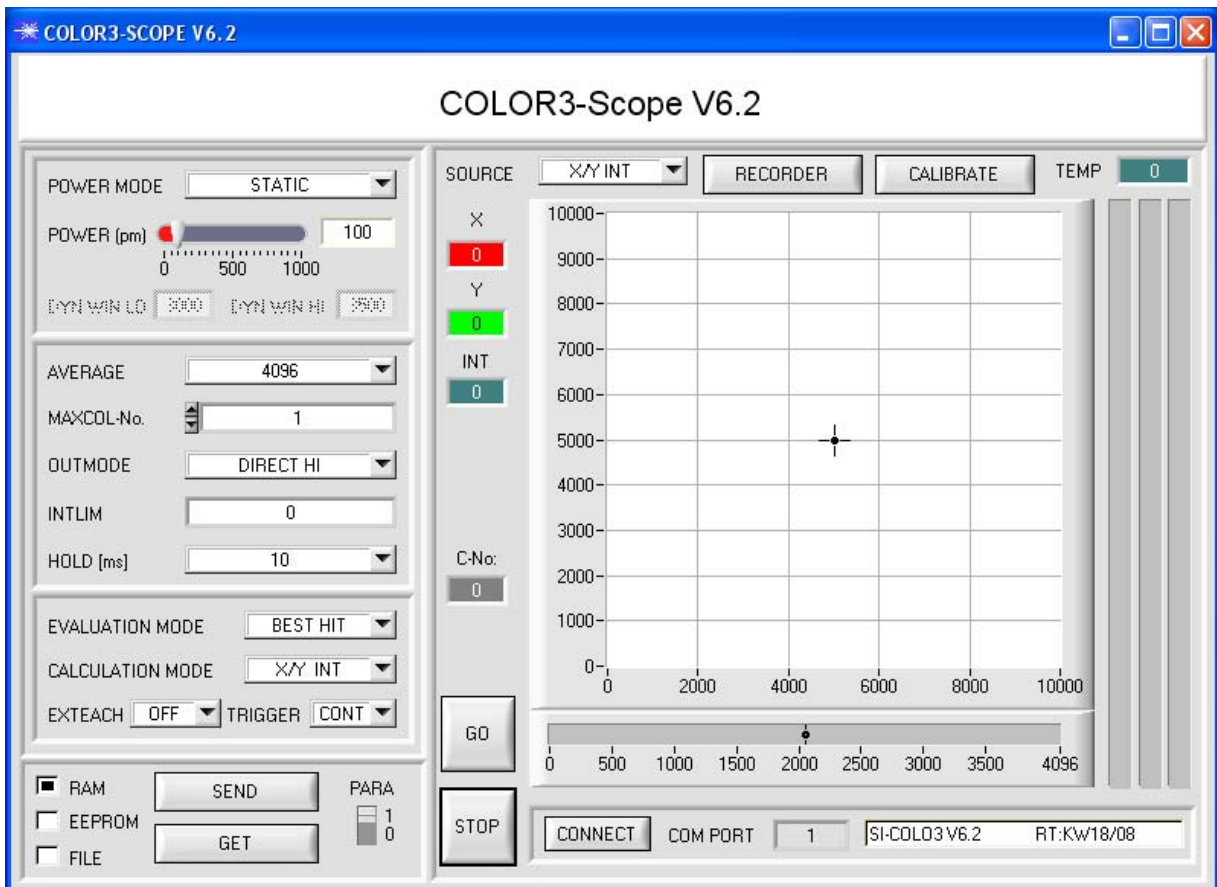 COLOR3-SCOPE V6.2
COLOR3-Scope V6.2
POWER MODE STATIC
POWER (pm) 100
0 500 1000
DYN WIN LO 3000 DYN WIN HI 3500
AVERAGE 4096
MAXCOL-No. 1
OUTMODE DIRECT HI
INTLIM 0
HOLD [ms] 10
EVALUATION MODE BEST HIT
CALCULATION MODE X/Y INT
EXTEACH OFF TRIGGER CONT
RAM SEND PARA
EEPROM 1
GET 0
FILE
SOURCE X/Y INT RECORDER CALIBRATE TEMP 0
X
0
Y
0
INT
0
C-No:
0
10000
9000
8000
7000
6000
5000
4000
3000
2000
1000
0
0 2000 4000 6000 8000 10000
GO
0 500 1000 1500 2000 2500 3000 3500 4096
STOP
CONNECT COM PORT 1 SI-COLO3 V6.2 RT:KW18/08